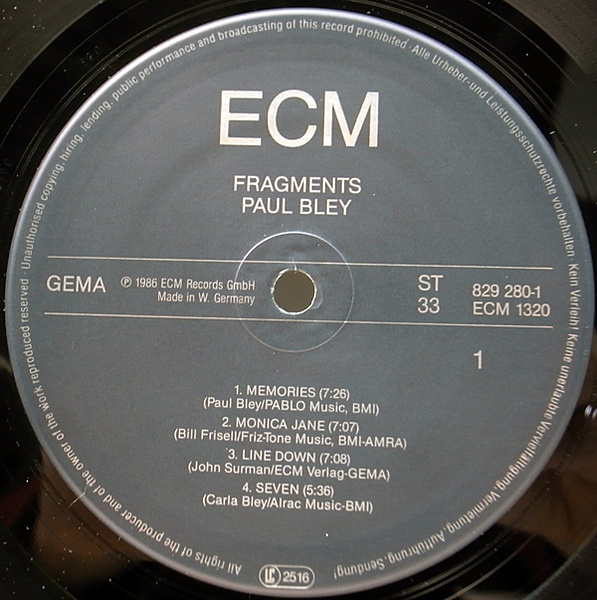 ECM
FRAGMENTS
PAUL BLEY
GEMA
℗ 1986 ECM Records GmbH
Made in W. Germany
ST
33
829 280-1
ECM 1320
1
1. MEMORIES (7:26)
(Paul Bley/PABLO Music, BMI)
2. MONICA JANE (7:07)
(Bill Frisell/Friz-Tone Music, BMI-AMRA)
3. LINE DOWN (7:08)
(John Surman/ECM Verlag-GEMA)
4. SEVEN (5:36)
(Carla Bley/Alrac Music-BMI)
All rights of the producer and of the owner of the work reproduced reserved · Unauthorised copying, hiring, lending, public performance and broadcasting of this record prohibited · Alle Urheber- und Leistungsschutzrechte vorbehalten · Kein Verleih! Keine unerlaubte Vervielfältigung, Vermietung, Aufführung, Sendung!
LC 2516